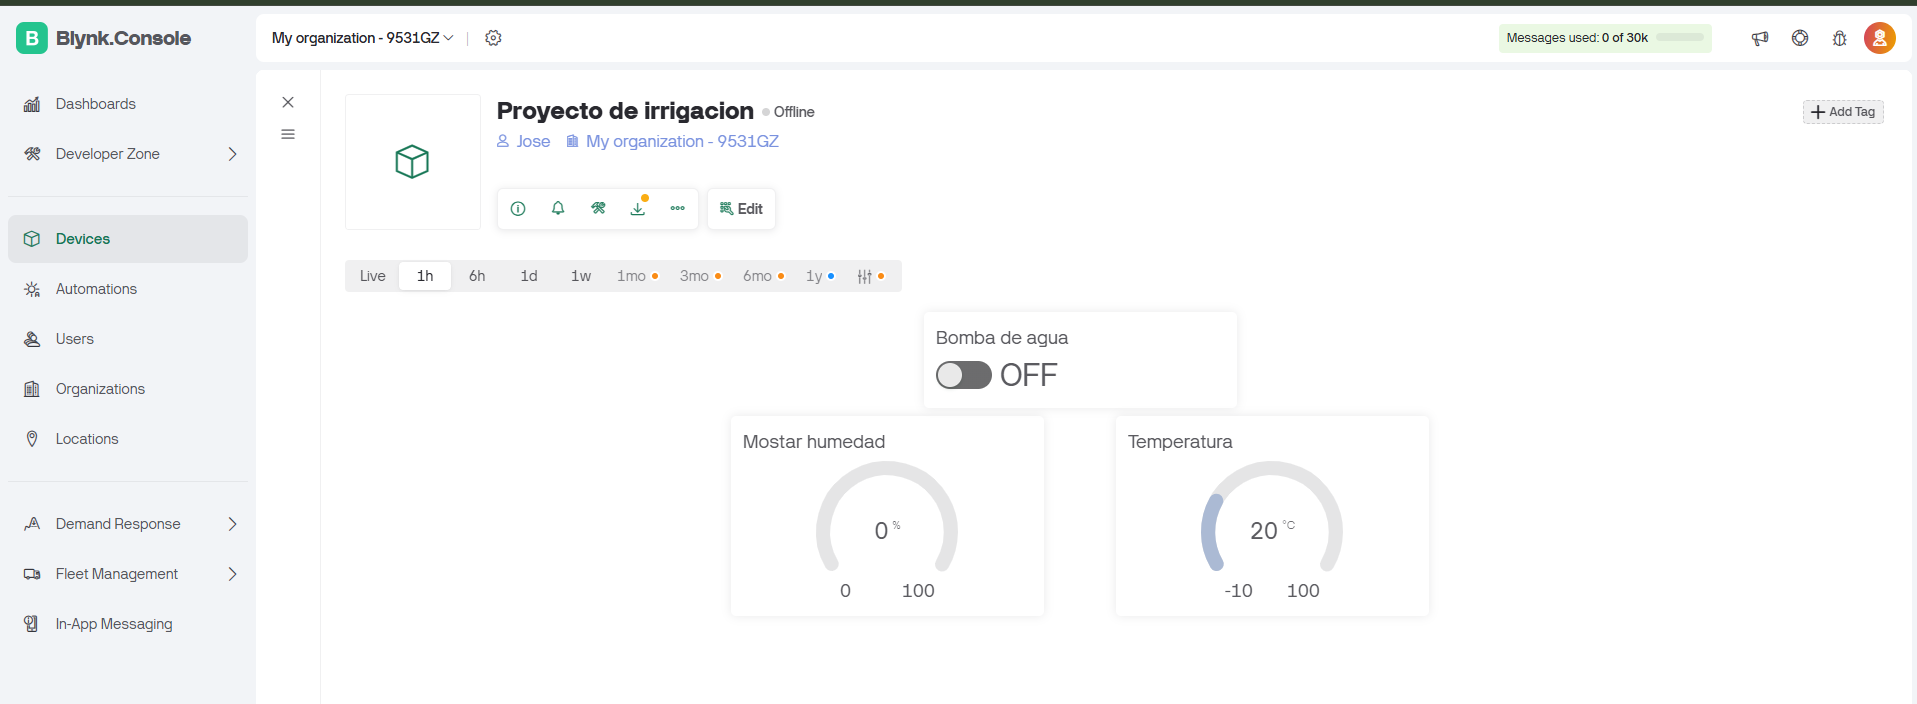 B Blynk.Console
My organization - 9531GZ
Messages used: 0 of 30k
Dashboards
Developer Zone
Devices
Automations
Users
Organizations
Locations
Demand Response
Fleet Management
In-App Messaging
Proyecto de irrigacion Offline
Add Tag
Jose My organization - 9531GZ
Edit
Live 1h 6h 1d 1w 1mo 3mo 6mo 1y
Bomba de agua
OFF
Mostar humedad
0 %
0 100
Temperatura
20 °C
-10 100